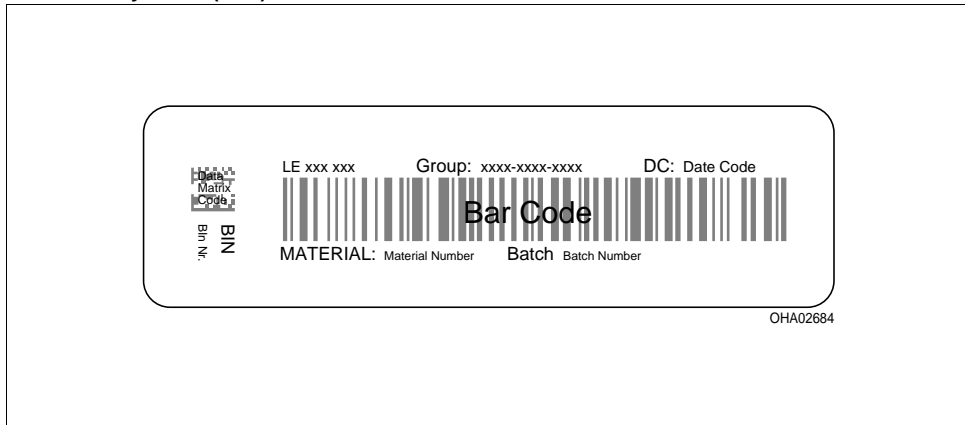 Data
Matrix
Code
BIN
BIn Nr.
LE xxx xxx Group: xxxx-xxxx-xxxx DC: Date Code
Bar Code
MATERIAL: Material Number Batch Batch Number
OHA02684